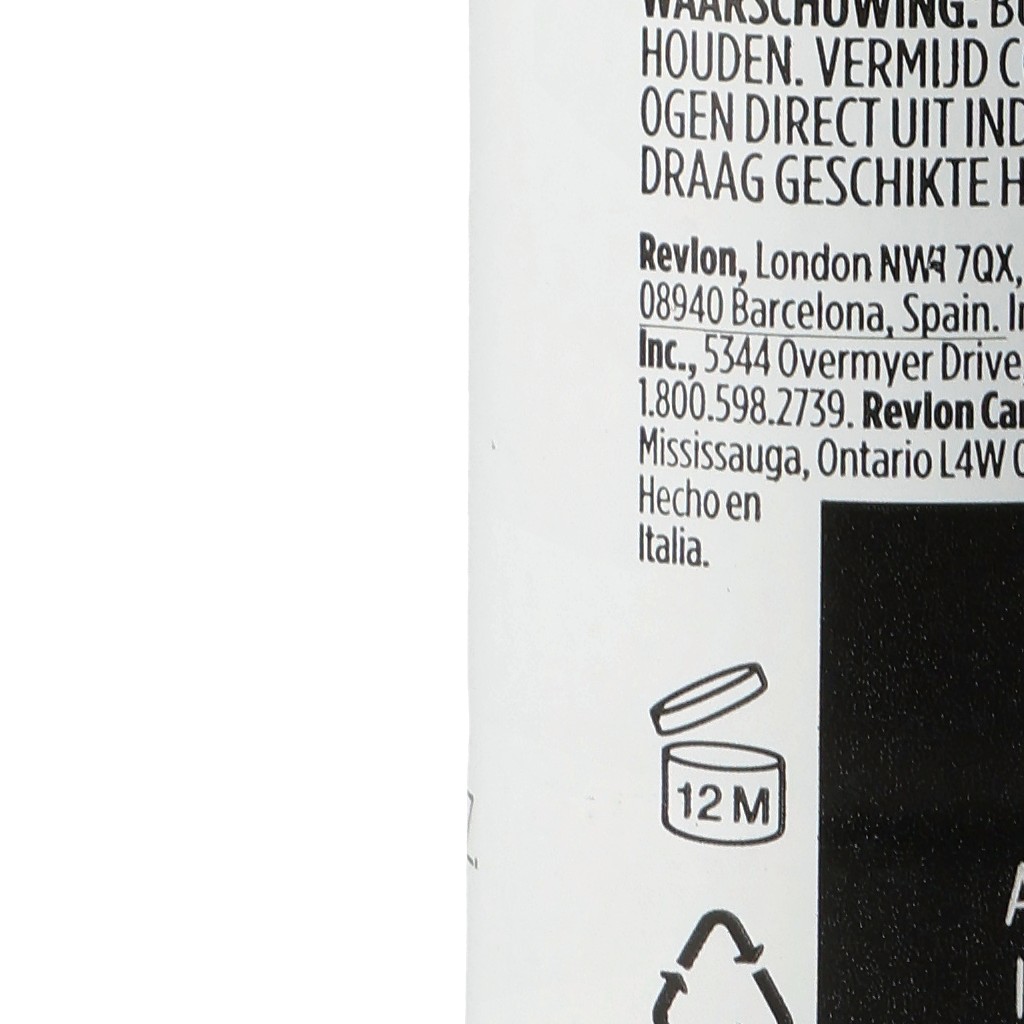 WAARSCHUWING:
HOUDEN. VERMIJD
OGEN DIRECT UIT
DRAAG GESCHIKTE
Revlon, London NW1 7QX,
08940 Barcelona, Spain.
Inc., 5344 Overmyer Drive
1.800.598.2739. Revlon
Mississauga, Ontario L4W
Hecho en
Italia.
12 M